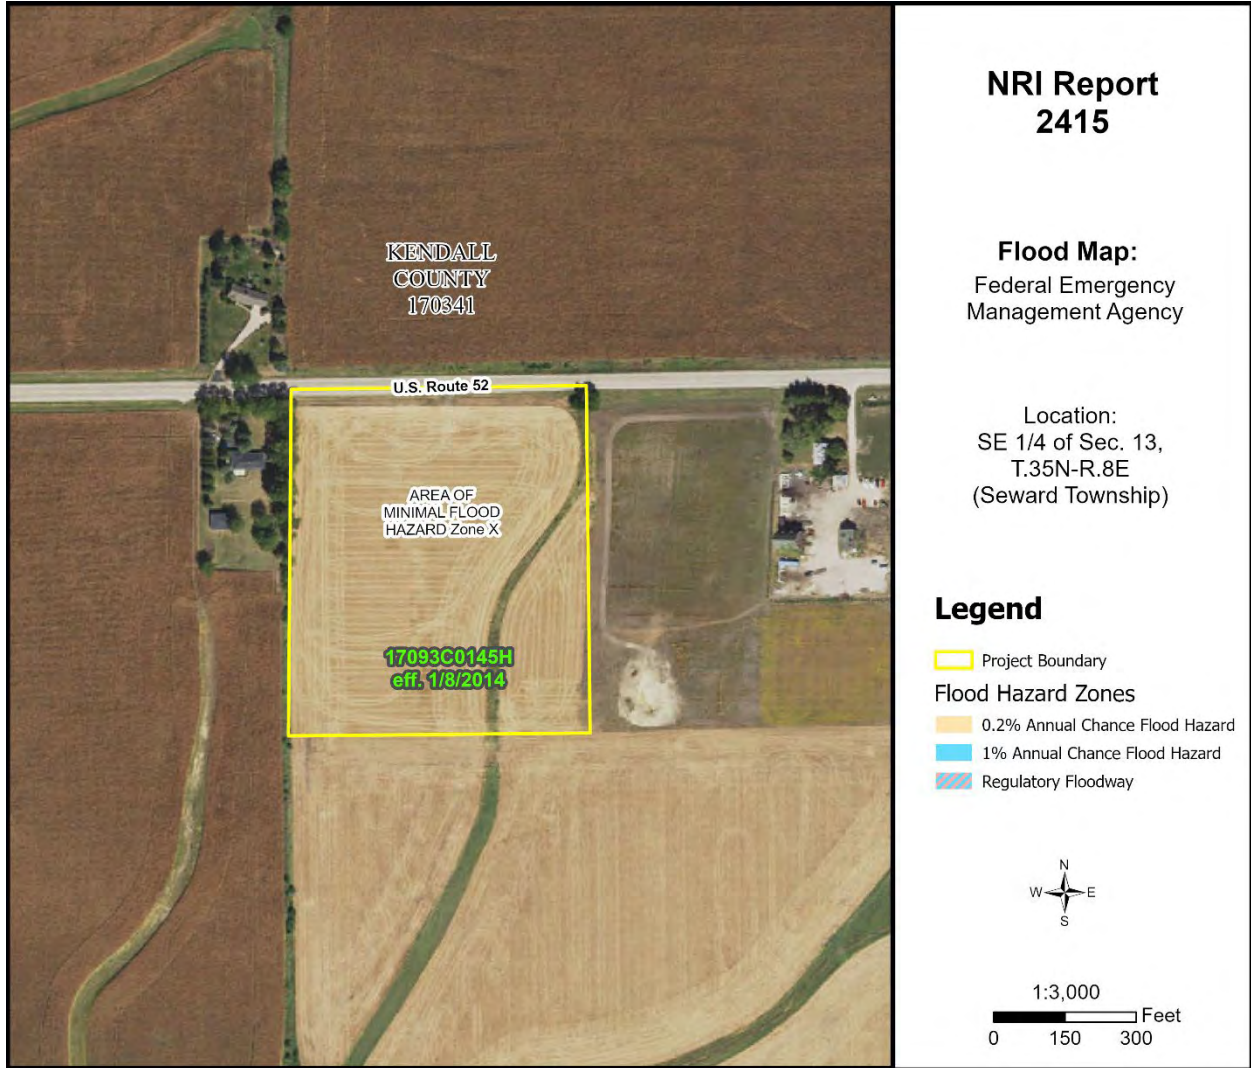 NRI Report
2415
Flood Map:
Federal Emergency
Management Agency
Location:
SE 1/4 of Sec. 13,
T.35N-R.8E
(Seward Township)
Legend
Project Boundary
Flood Hazard Zones
0.2% Annual Chance Flood Hazard
1% Annual Chance Flood Hazard
Regulatory Floodway
N
W E
S
1:3,000
Feet
0 150 300
KENDALL
COUNTY
170341
U.S. Route 52
AREA OF
MINIMAL FLOOD
HAZARD Zone X
17093C0145H
eff. 1/8/2014